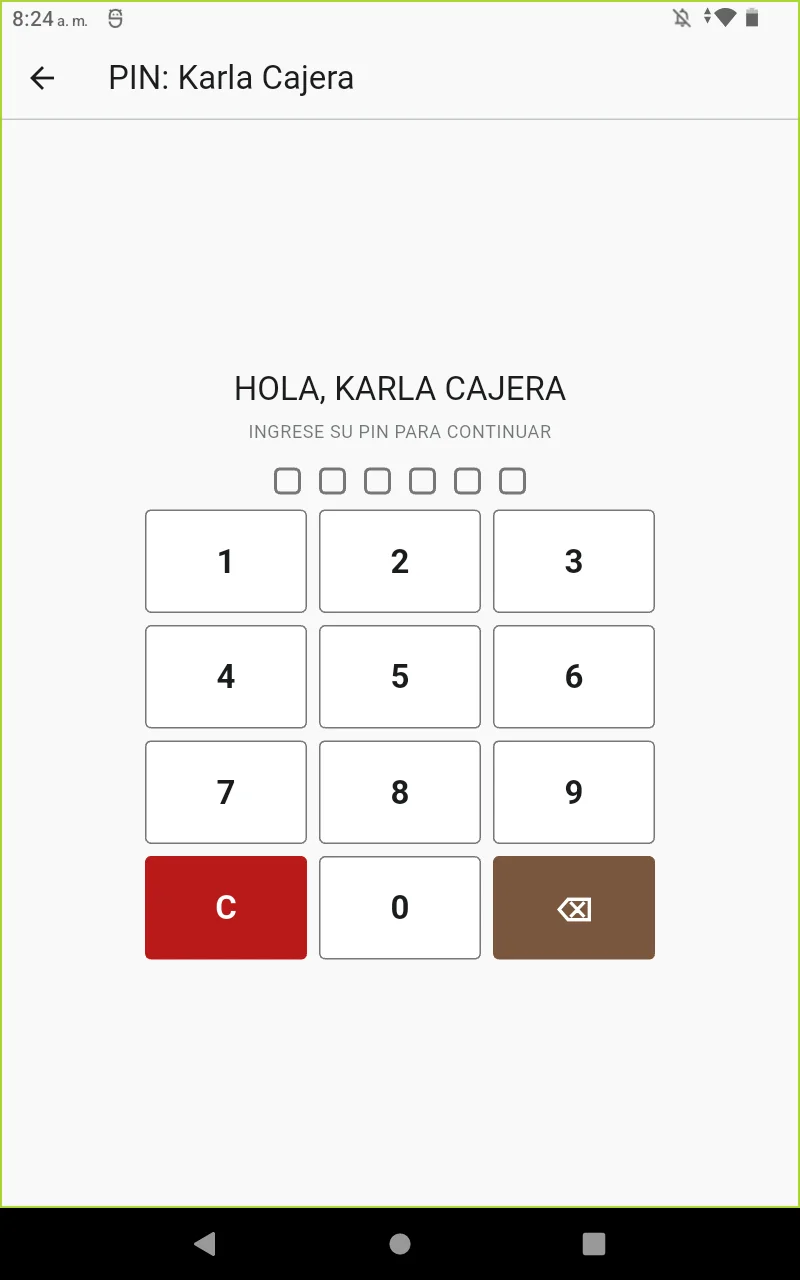 8:24 a. m.
PIN: Karla Cajera
HOLA, KARLA CAJERA
INGRESE SU PIN PARA CONTINUAR
1 2 3
4 5 6
7 8 9
C 0